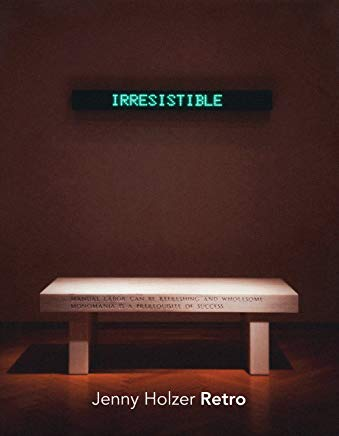 IRRESISTIBLE
MANUAL LABOR CAN BE REFRESHING AND WHOLESOME
MONOMANIA IS A PREREQUISITE OF SUCCESS
Jenny Holzer Retro